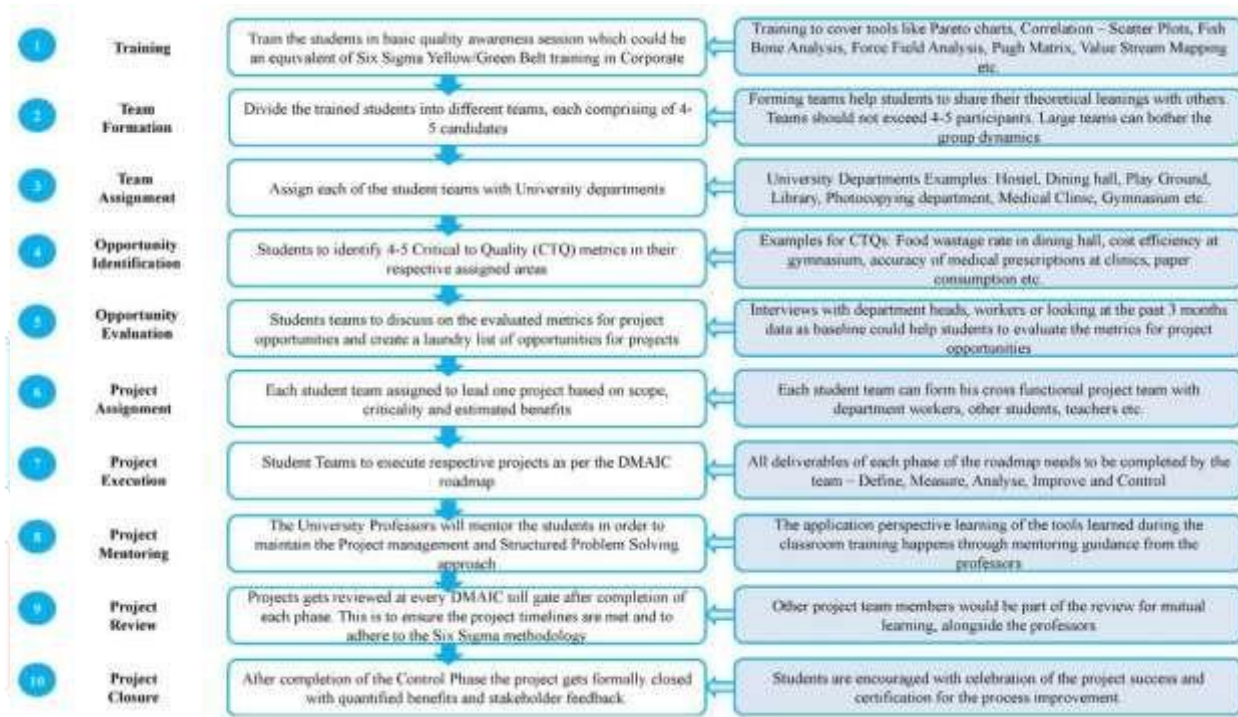 1
Training
Train the students in basic quality awareness session which could be
an equivalent of Six Sigma Yellow/Green Belt training in Corporate
Training to cover tools like Pareto charts, Correlation – Scatter Plots, Fish
Bone Analysis, Force Field Analysis, Pugh Matrix, Value Stream Mapping
etc.
2
Team
Formation
Divide the trained students into different teams, each comprising of 4-
5 candidates
Forming teams help students to share their theoretical leanings with others.
Teams should not exceed 4-5 participants. Large teams can bother the
group dynamics
3
Team
Assignment
Assign each of the student teams with University departments
University Departments Examples: Hostel, Dining hall, Play Ground,
Library, Photocopying department, Medical Clinic, Gymnasium etc.
4
Opportunity
Identification
Students to identify 4-5 Critical to Quality (CTQ) metrics in their
respective assigned areas
Examples for CTQs: Food wastage rate in dining hall, cost efficiency at
gymnasium, accuracy of medical prescriptions at clinics, paper
consumption etc.
5
Opportunity
Evaluation
Students teams to discuss on the evaluated metrics for project
opportunities and create a laundry list of opportunities for projects
Interviews with department heads, workers or looking at the past 3 months
data as baseline could help students to evaluate the metrics for project
opportunities
6
Project
Assignment
Each student team assigned to lead one project based on scope,
criticality and estimated benefits
Each student team can form his cross functional project team with
department workers, other students, teachers etc.
7
Project
Execution
Student Teams to execute respective projects as per the DMAIC
roadmap
All deliverables of each phase of the roadmap needs to be completed by the
team – Define, Measure, Analyse, Improve and Control
8
Project
Mentoring
The University Professors will mentor the students in order to
maintain the Project management and Structured Problem Solving
approach
The application perspective learning of the tools learned during the
classroom training happens through mentoring guidance from the
professors
9
Project
Review
Projects gets reviewed at every DMAIC toll gate after completion of
each phase. This is to ensure the project timelines are met and to
adhere to the Six Sigma methodology
Other project team members would be part of the review for mutual
learning, alongside the professors
10
Project
Closure
After completion of the Control Phase the project gets formally closed
with quantified benefits and stakeholder feedback
Students are encouraged with celebration of the project success and
certification for the process improvement